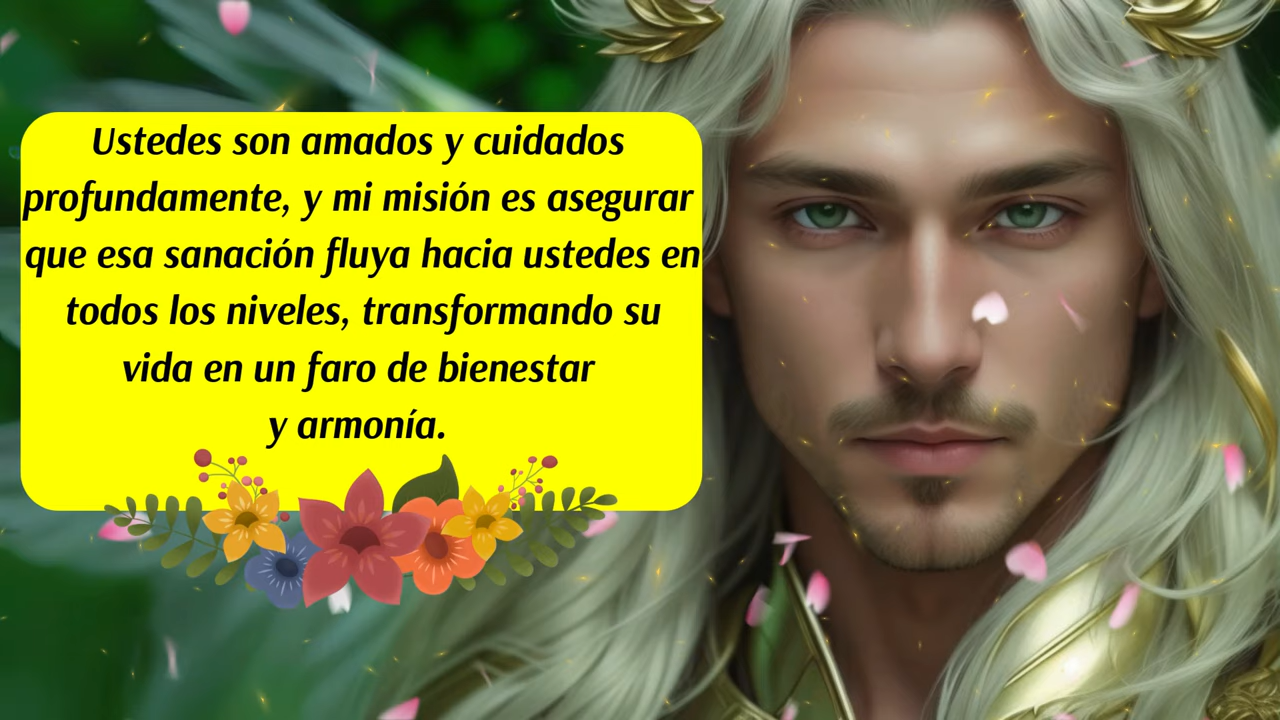 Ustedes son amados y cuidados
profundamente, y mi misión es asegurar
que esa sanación fluya hacia ustedes en
todos los niveles, transformando su
vida en un faro de bienestar
y armonía.